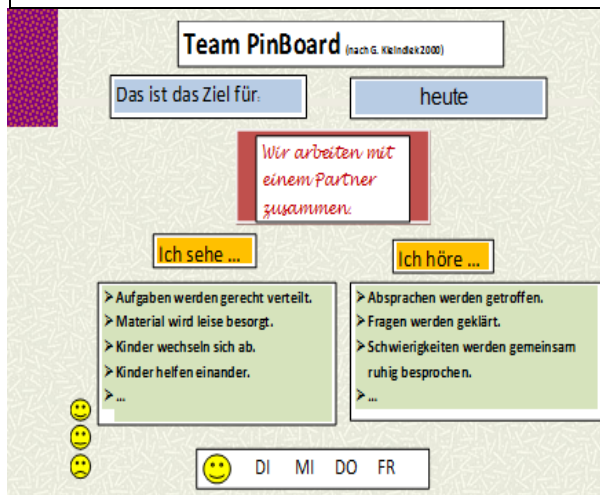 Team PinBoard (nach G. Kleindiek 2000)
Das ist das Ziel für:
heute
Wir arbeiten mit
einem Partner
zusammen.
Ich sehe ...
Ich höre ...
➢ Aufgaben werden gerecht verteilt.
➢ Material wird leise besorgt.
➢ Kinder wechseln sich ab.
➢ Kinder helfen einander.
➢ ...
➢ Absprachen werden getroffen.
➢ Fragen werden geklärt.
➢ Schwierigkeiten werden gemeinsam
ruhig besprochen.
➢ ...
DI MI DO FR